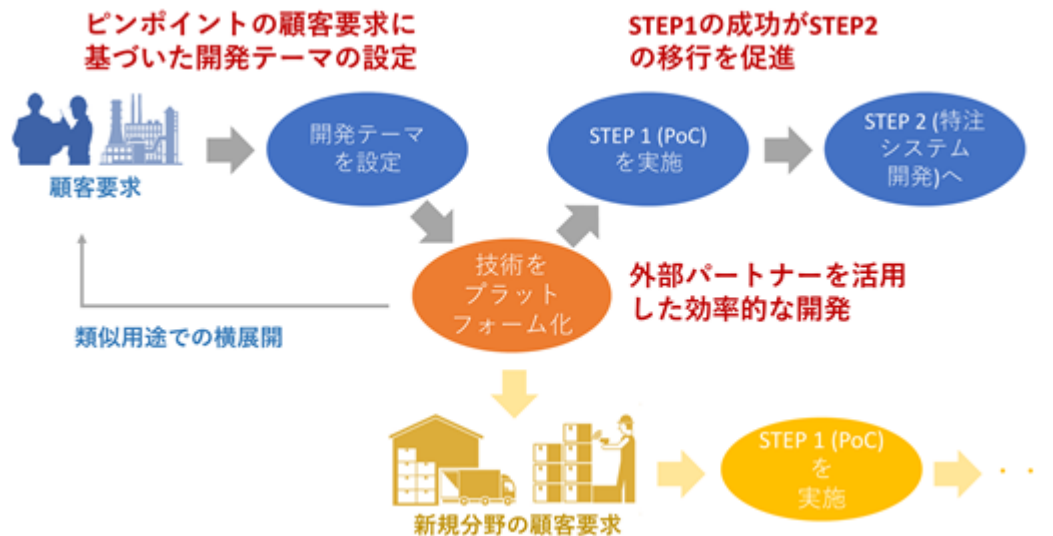 ピンポイントの顧客要求に
基づいた開発テーマの設定
STEP1の成功がSTEP2
の移行を促進
顧客要求
開発テーマ
を設定
STEP 1 (PoC)
を実施
STEP 2 (特注
システム
開発)へ
技術を
プラット
フォーム化
外部パートナーを活用
した効率的な開発
類似用途での横展開
新規分野の顧客要求
STEP 1 (PoC)
を
実施
・・